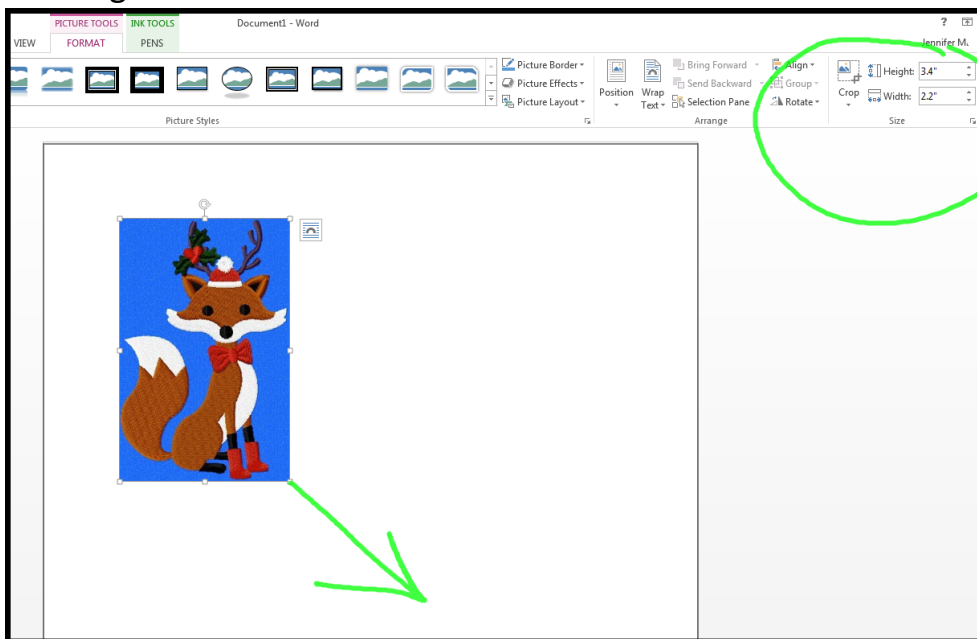 PICTURE TOOLS INK TOOLS Document1 - Word ?
VIEW FORMAT PENS Jennifer M.
Picture Border
Picture Effects
Picture Layout
Position
Wrap
Text
Bring Forward
Send Backward
Selection Pane
Align
Group
Rotate
Crop
Height: 3.4"
Width: 2.2"
Picture Styles Arrange Size